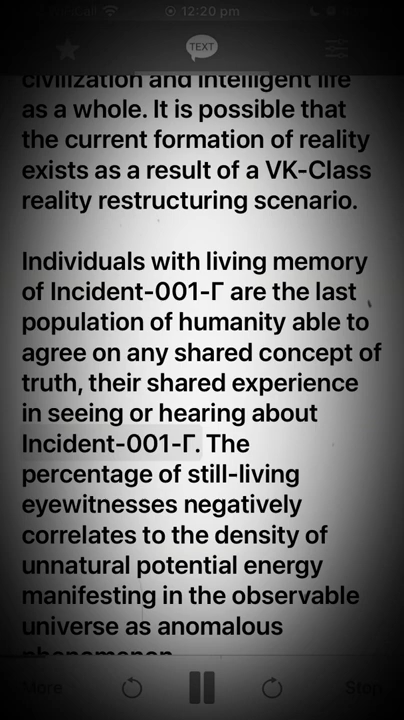 12:20 pm
TEXT
civilization and intelligent life
as a whole. It is possible that
the current formation of reality
exists as a result of a VK-Class
reality restructuring scenario.
Individuals with living memory
of Incident-001-Γ are the last
population of humanity able to
agree on any shared concept of
truth, their shared experience
in seeing or hearing about
Incident-001-Γ. The
percentage of still-living
eyewitnesses negatively
correlates to the density of
unnatural potential energy
manifesting in the observable
universe as anomalous
phenomenon
More
Stop